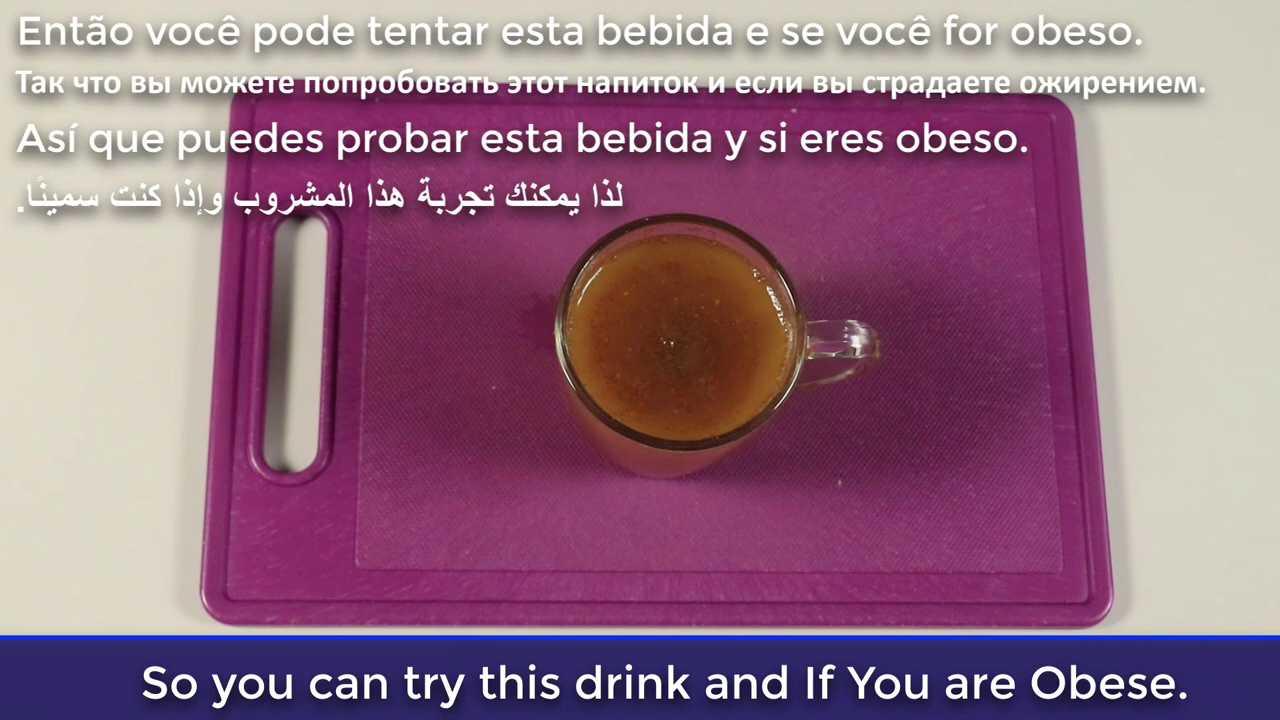 Então você pode tentar esta bebida e se você for obeso.
Так что вы можете попробовать этот напиток и если вы страдаете ожирением.
Así que puedes probar esta bebida y si eres obeso.
لذا يمكنك تجربة هذا المشروب وإذا كنت سمينًا.
So you can try this drink and If You are Obese.